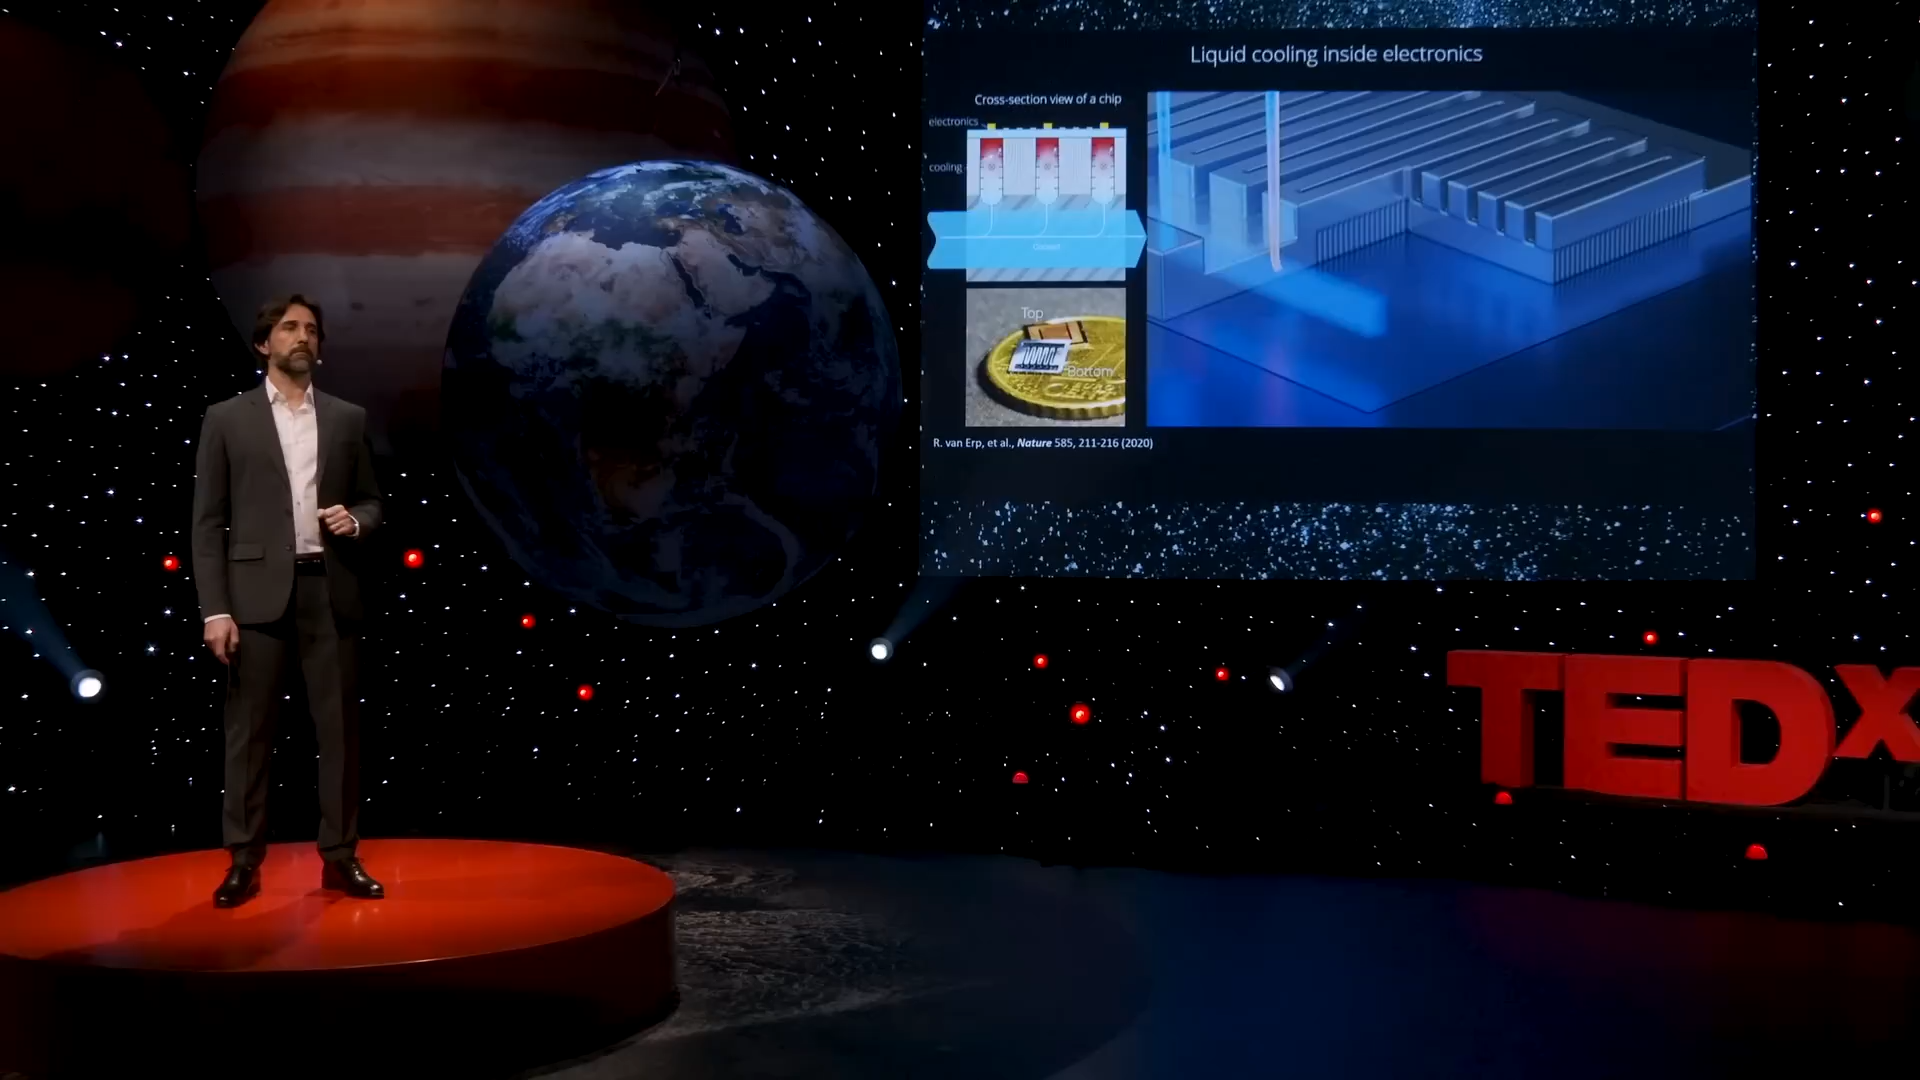 Liquid cooling inside electronics
Cross-section view of a chip
electronics
cooling
Coolant
Top
Bottom
R. van Erp, et al., Nature 585, 211-216 (2020)
TEDx